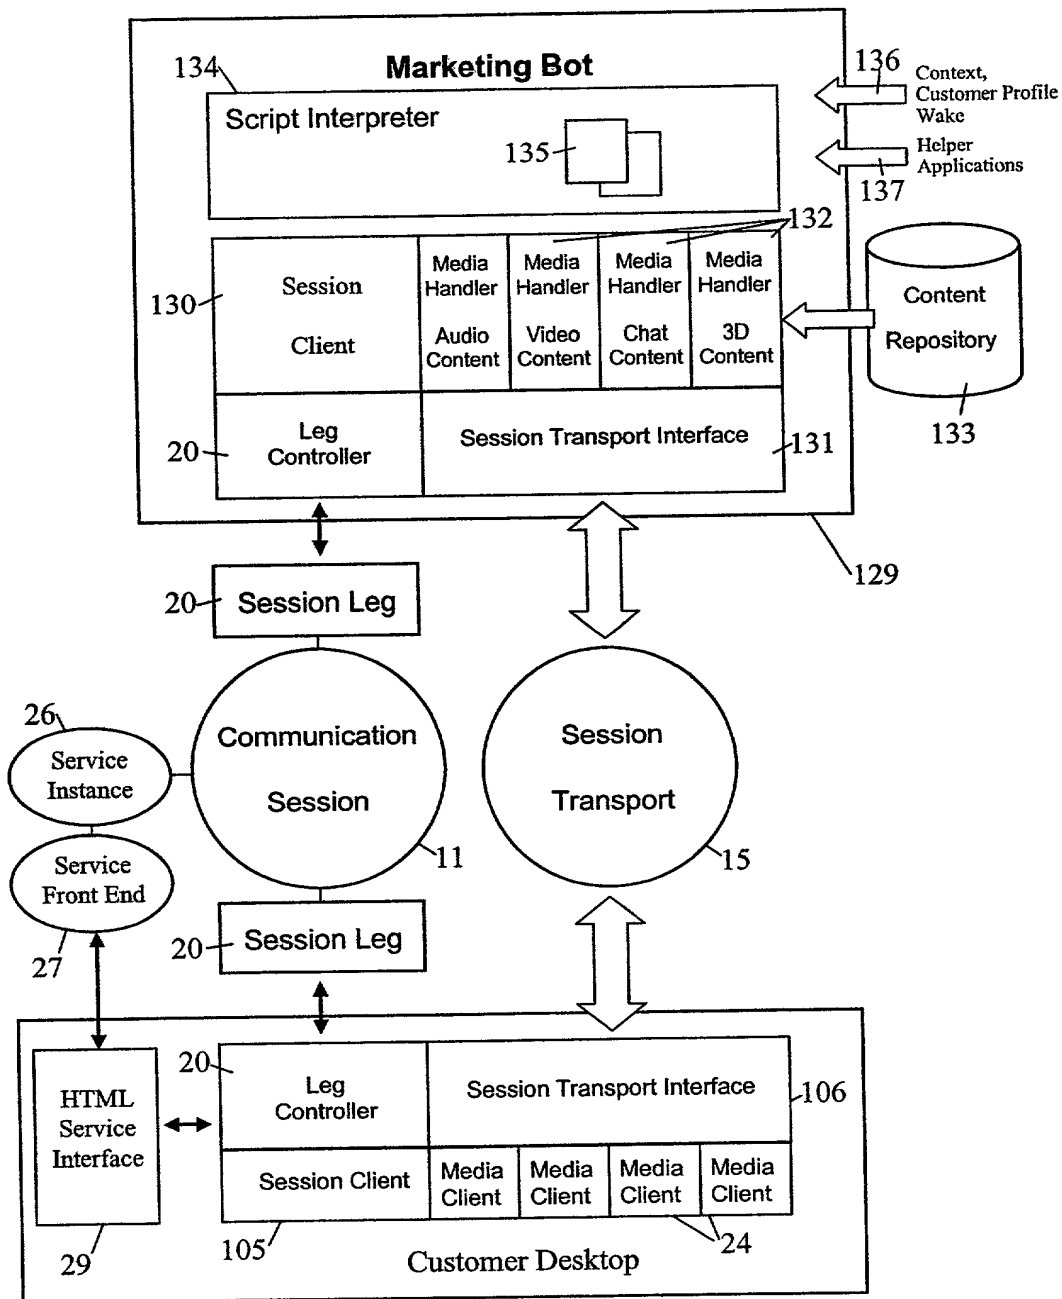 Marketing Bot
134
Script Interpreter
135
136
Context,
Customer Profile
Wake
Helper
Applications
137
132
130
Session
Client
Media
Handler
Audio
Content
Media
Handler
Video
Content
Media
Handler
Chat
Content
Media
Handler
3D
Content
Content
Repository
133
20
Leg
Controller
Session Transport Interface
131
129
20
Session Leg
26
Service
Instance
Communication
Session
11
Session
Transport
15
Service
Front End
27
20
Session Leg
20
Leg
Controller
Session Transport Interface
106
HTML
Service
Interface
Session Client
Media
Client
Media
Client
Media
Client
Media
Client
29
105
24
Customer Desktop